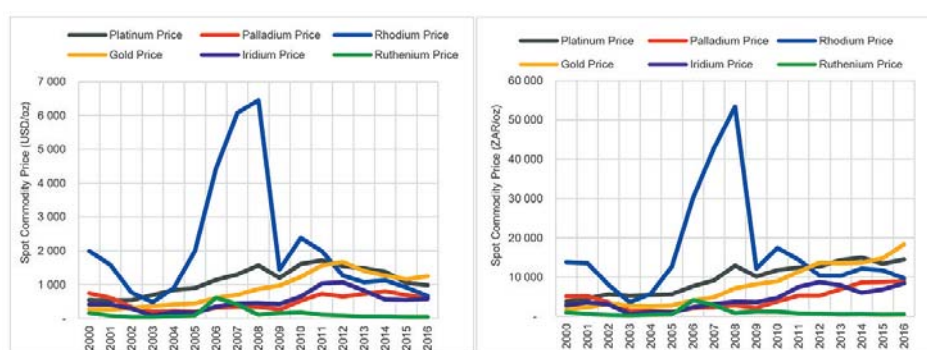 Platinum Price Palladium Price Rhodium Price
Gold Price Iridium Price Ruthenium Price
7 000
6 000
5 000
4 000
3 000
2 000
1 000
-
Spot Commodity Price (USD/oz)
2000 2001 2002 2003 2004 2005 2006 2007 2008 2009 2010 2011 2012 2013 2014 2015 2016
Platinum Price Palladium Price Rhodium Price
Gold Price Iridium Price Ruthenium Price
60 000
50 000
40 000
30 000
20 000
10 000
-
Spot Commodity Price (ZAR/oz)
2000 2001 2002 2003 2004 2005 2006 2007 2008 2009 2010 2011 2012 2013 2014 2015 2016